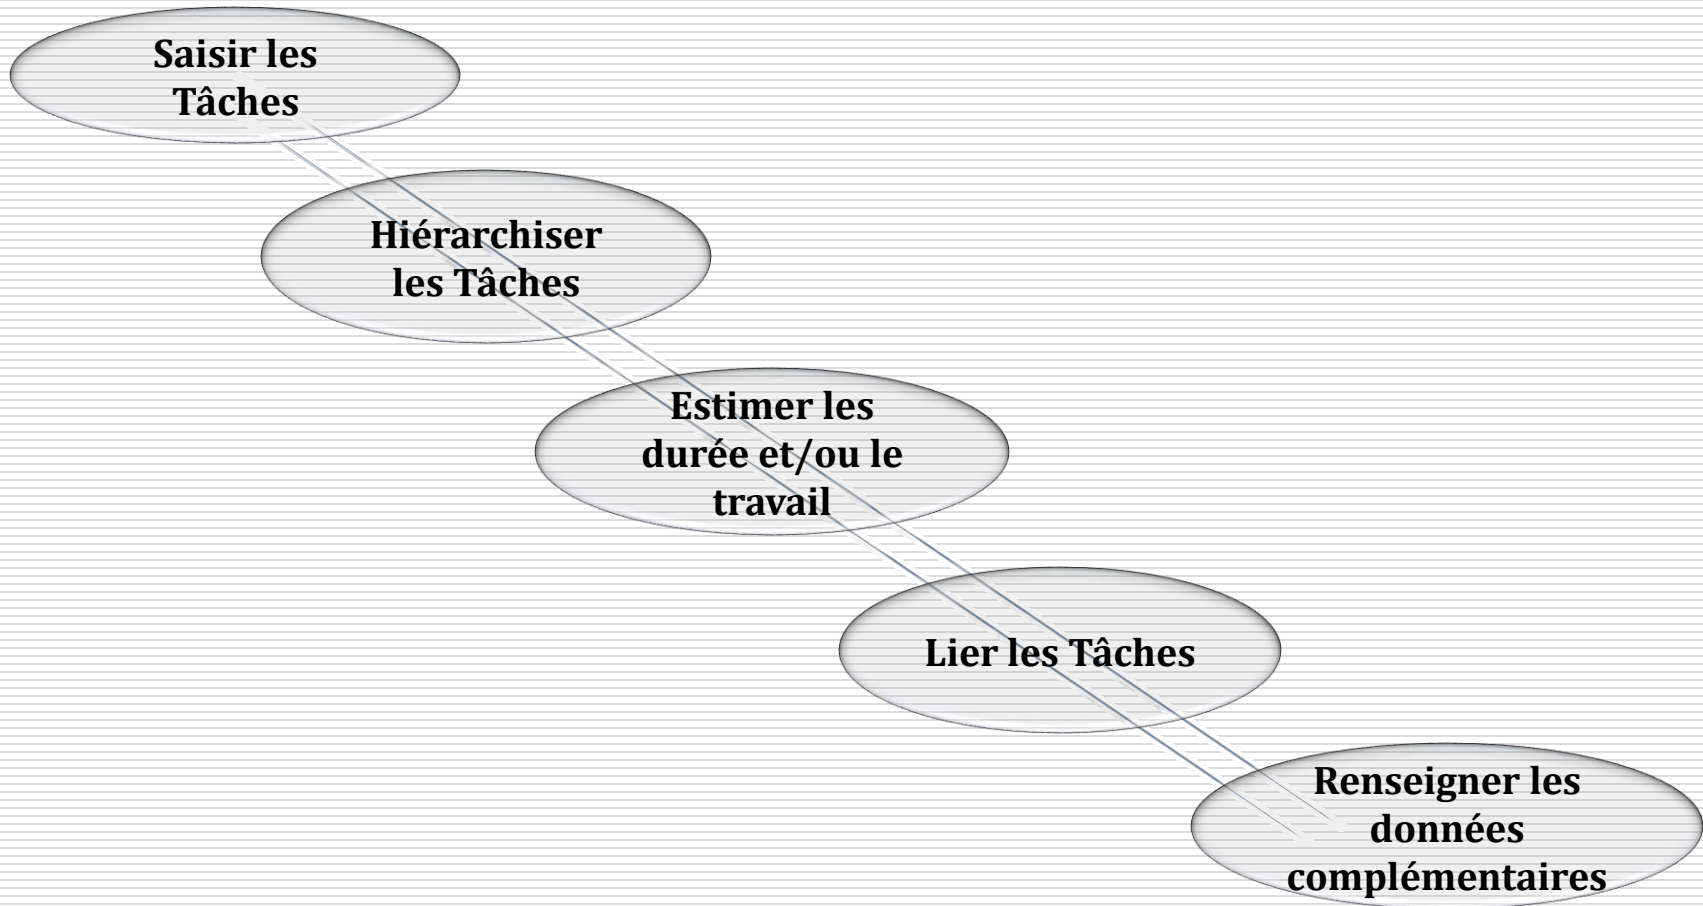 Saisir les
Tâches
Hiérarchiser
les Tâches
Estimer les
durée et/ou le
travail
Lier les Tâches
Renseigner les
données
complémentaires